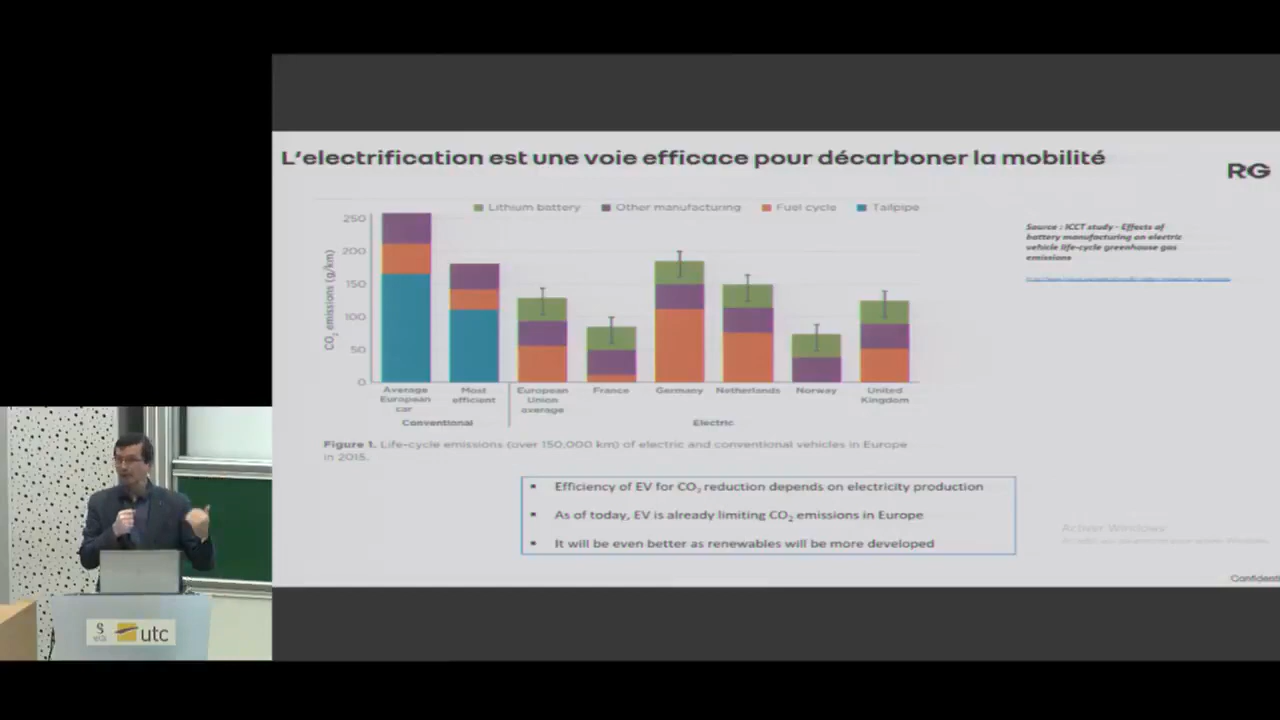 L'electrification est une voie efficace pour décarboner la mobilité
RG
Lithium battery Other manufacturing Fuel cycle Tailpipe
Source : ICCT study - Effects of
battery manufacturing on electric
vehicle life-cycle greenhouse gas
emissions
CO2 emissions (g/km)
250
200
150
100
50
0
Average European car
Most efficient
European Union average
France
Germany
Netherlands
Norway
United Kingdom
Conventional
Electric
Figure 1. Life-cycle emissions (over 150,000 km) of electric and conventional vehicles in Europe
in 2015.
▪ Efficiency of EV for CO2 reduction depends on electricity production
▪ As of today, EV is already limiting CO2 emissions in Europe
▪ It will be even better as renewables will be more developed
Activer Windows
Confidenti
utc